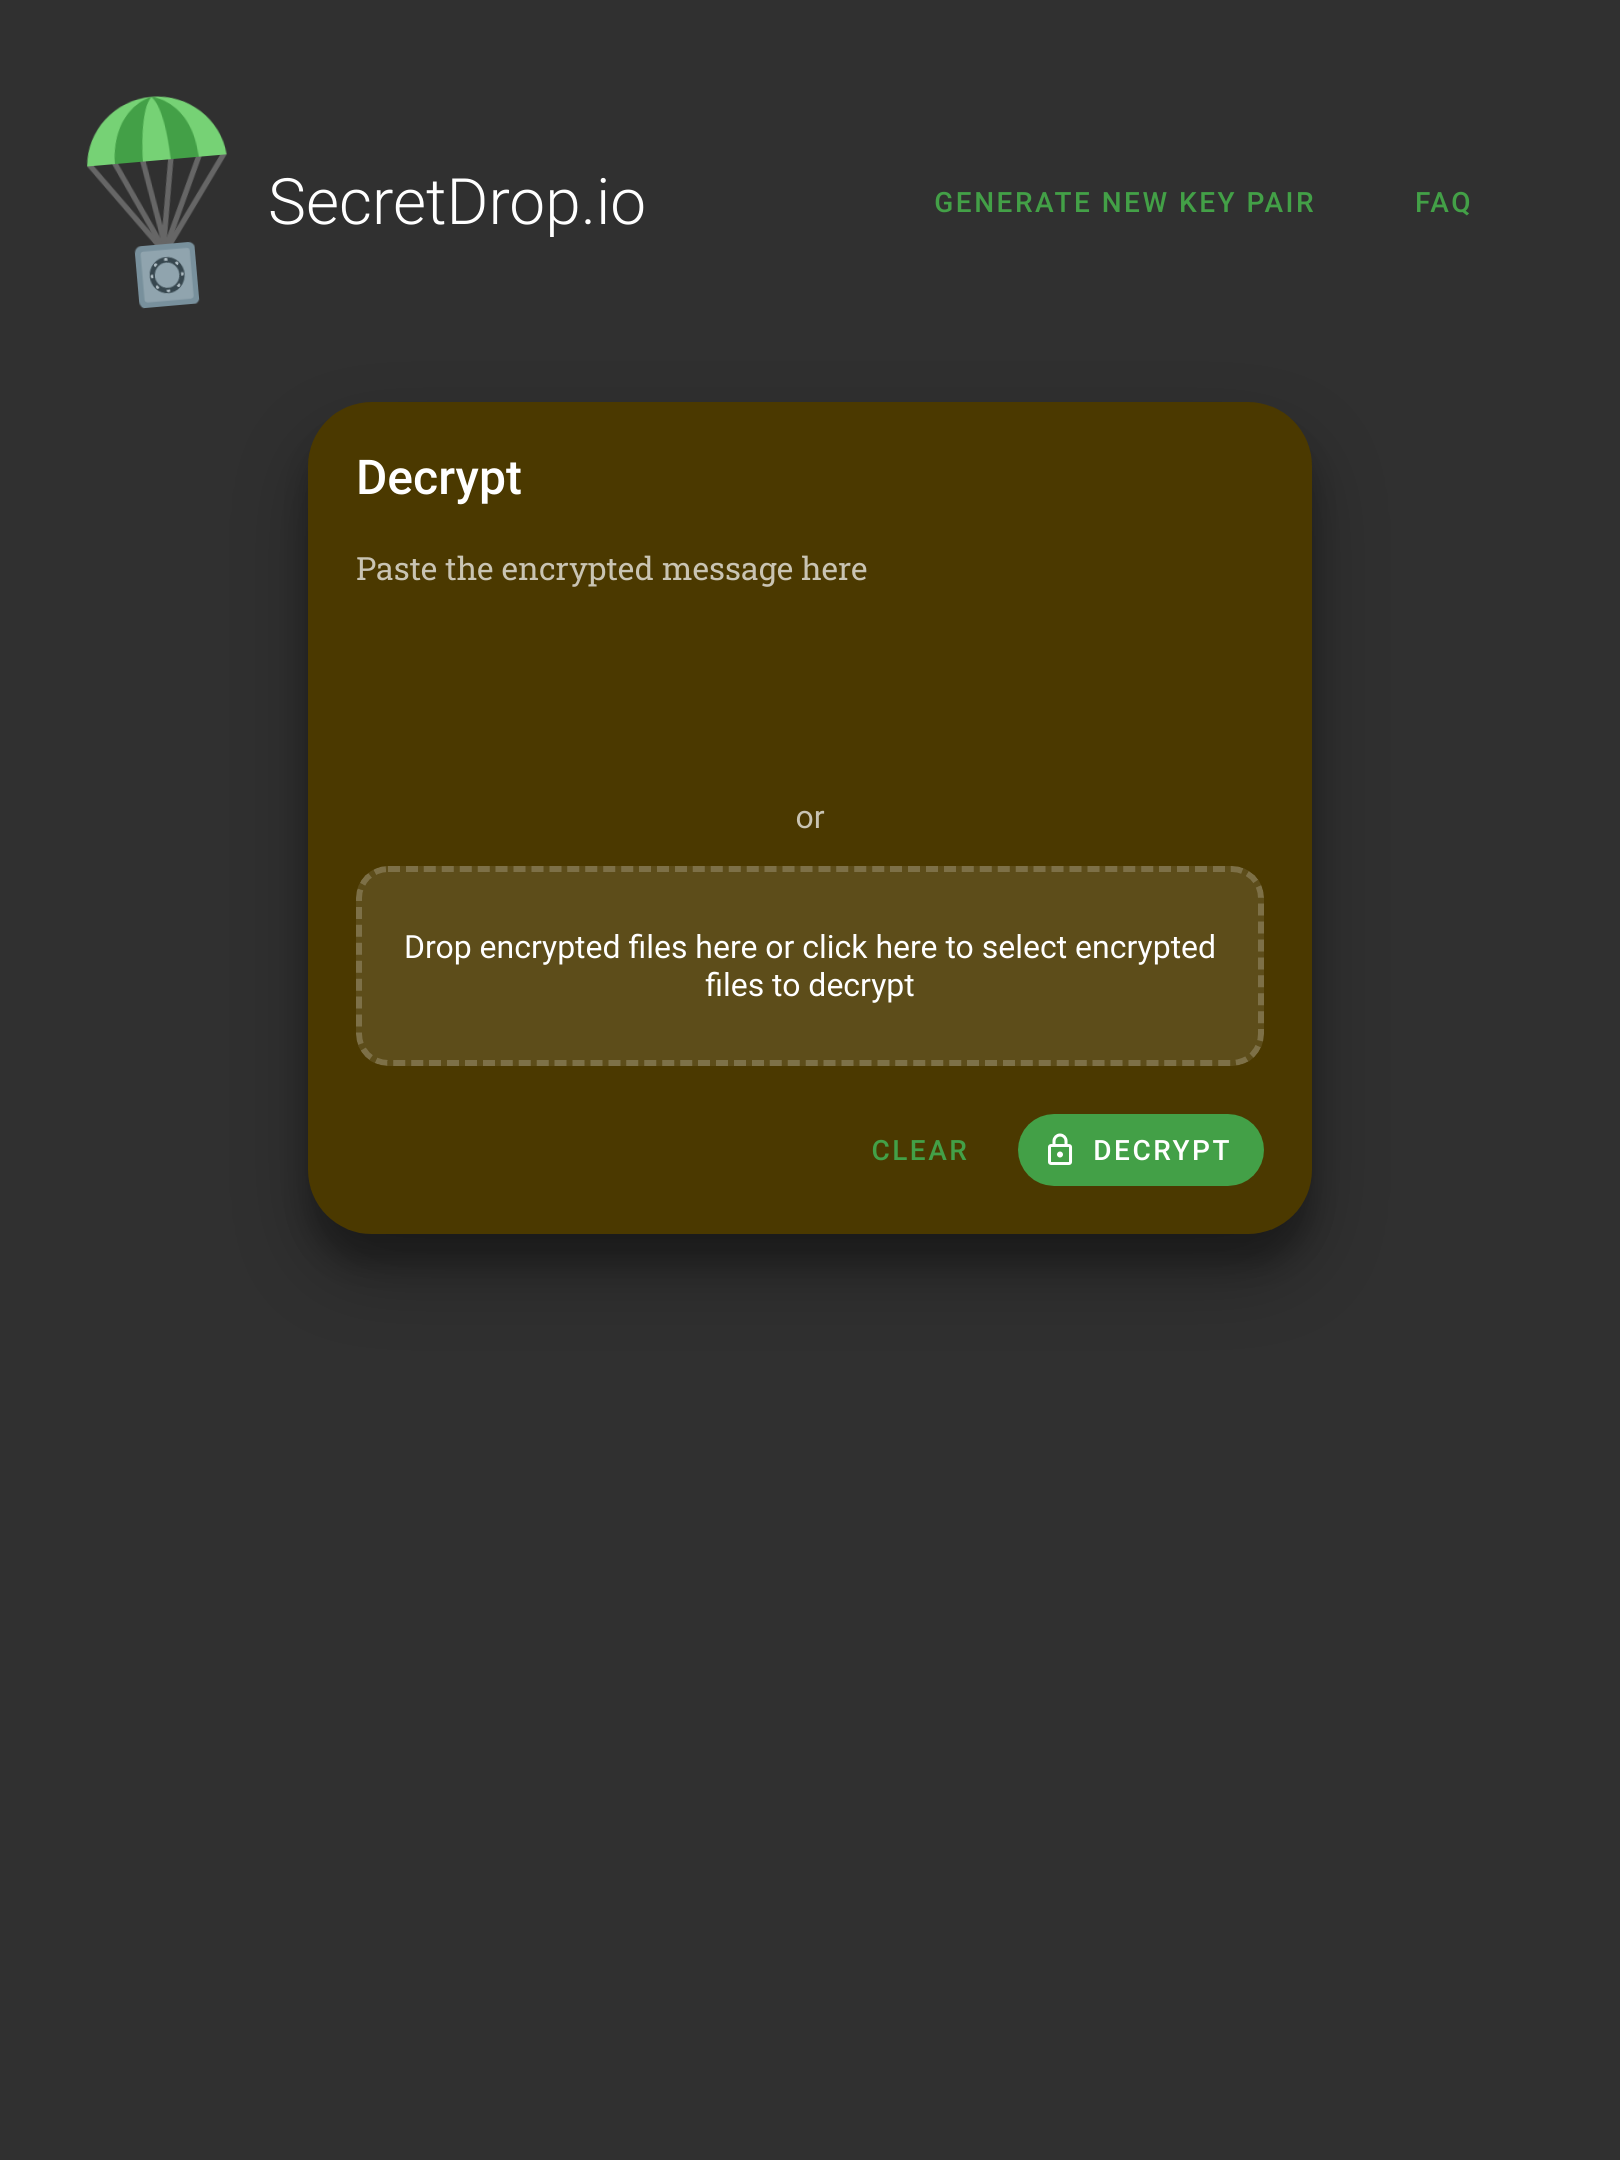 SecretDrop.io
GENERATE NEW KEY PAIR
FAQ
Decrypt
Paste the encrypted message here
or
Drop encrypted files here or click here to select encrypted
files to decrypt
CLEAR
DECRYPT